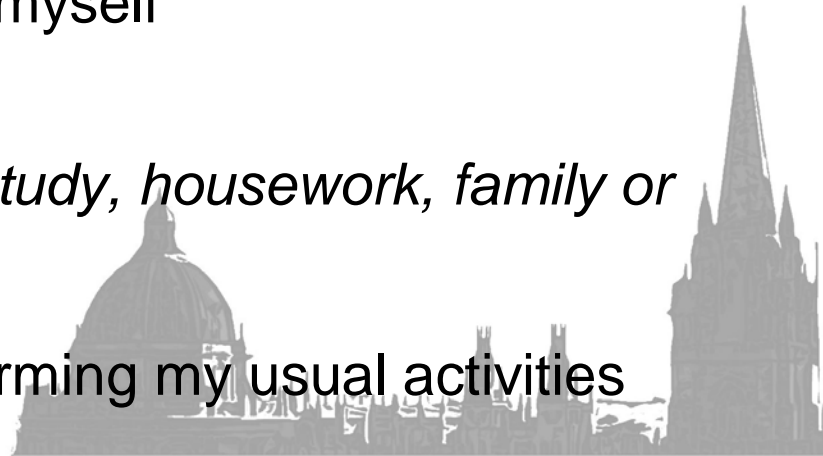 myself
tudy, housework, family or
rming my usual activities